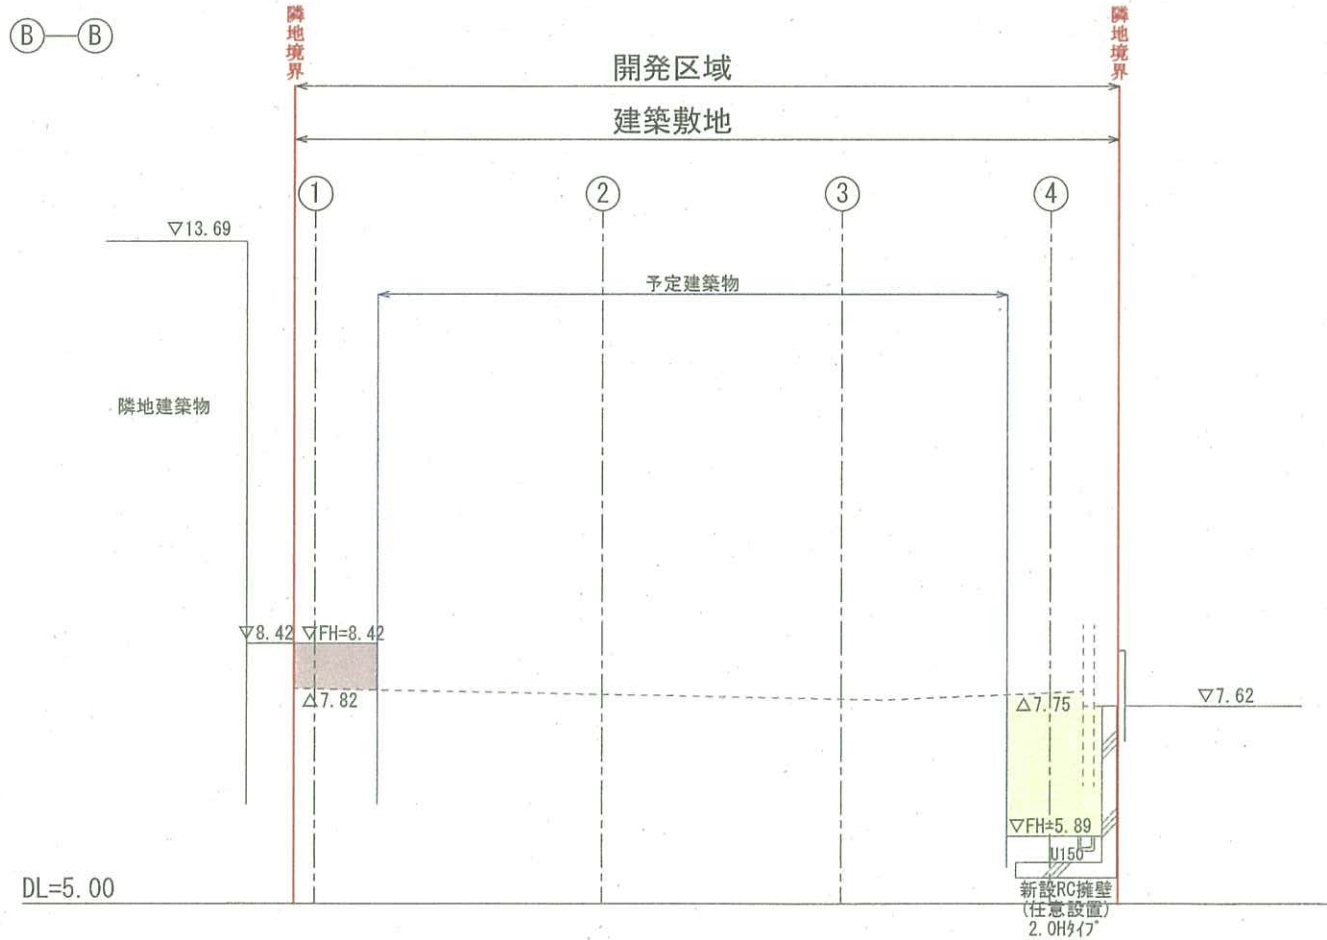 B B
隣地境界
隣地境界
開発区域
建築敷地
1 2 3 4
▽13.69
予定建築物
隣地建築物
▽8.42 ▽FH=8.42
△7.82
△7.75
▽7.62
▽FH=5.89
U150
DL=5.00
新設RC擁壁
(任意設置)
2.0Hタイプ